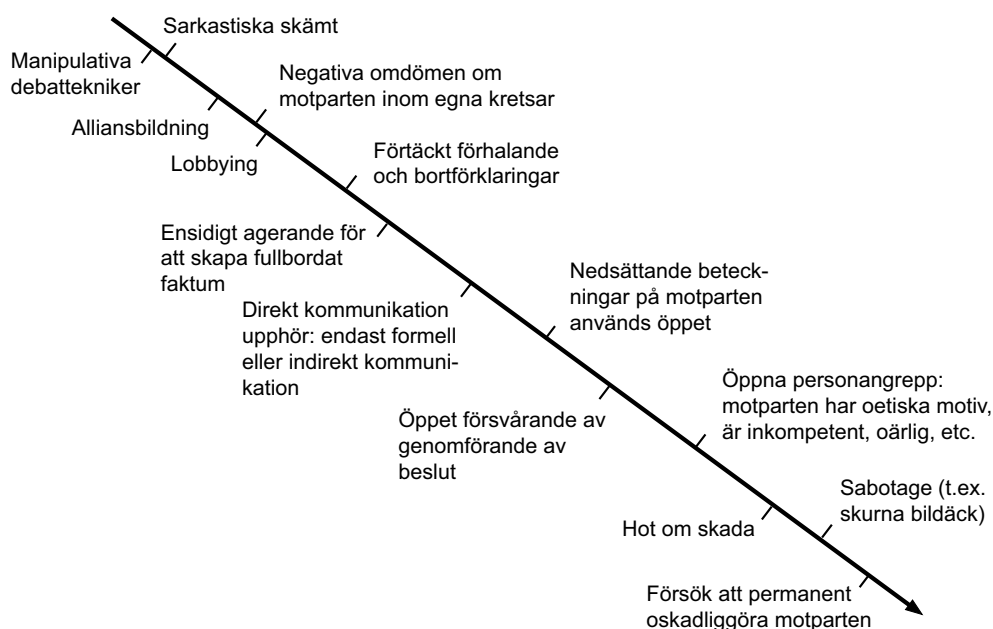 Sarkastiska skämt
Manipulativa
debattekniker
Negativa omdömen om
motparten inom egna kretsar
Alliansbildning
Lobbying
Förtäckt förhalande
och bortförklaringar
Ensidigt agerande för
att skapa fullbordat
faktum
Nedsättande beteck-
ningar på motparten
används öppet
Direkt kommunikation
upphör: endast formell
eller indirekt kommuni-
kation
Öppna personangrepp:
motparten har oetiska motiv,
är inkompetent, oärlig, etc.
Öppet försvårande av
genomförande av
beslut
Sabotage (t.ex.
skurna bildäck)
Hot om skada
Försök att permanent
oskadliggöra motparten